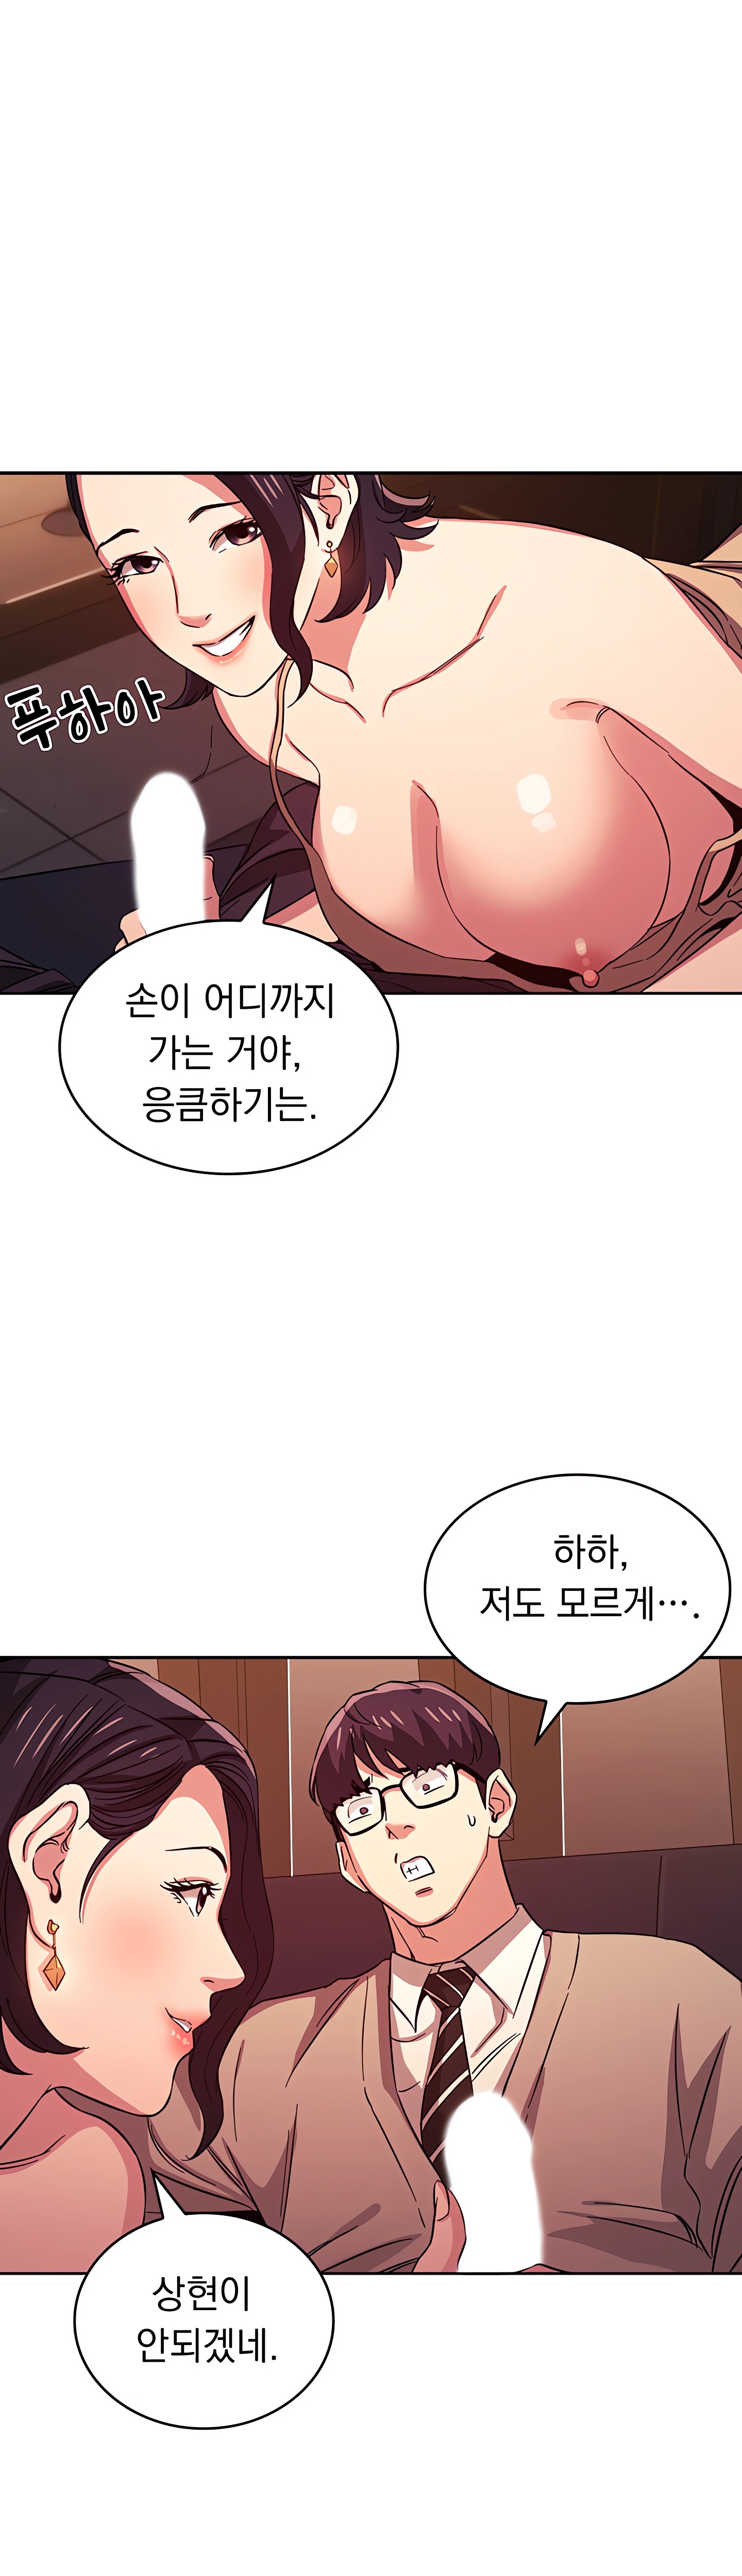 푸하아
손이 어디까지
가는 거야,
응큼하기는.
하하,
저도 모르게….
상현이
안되겠네.